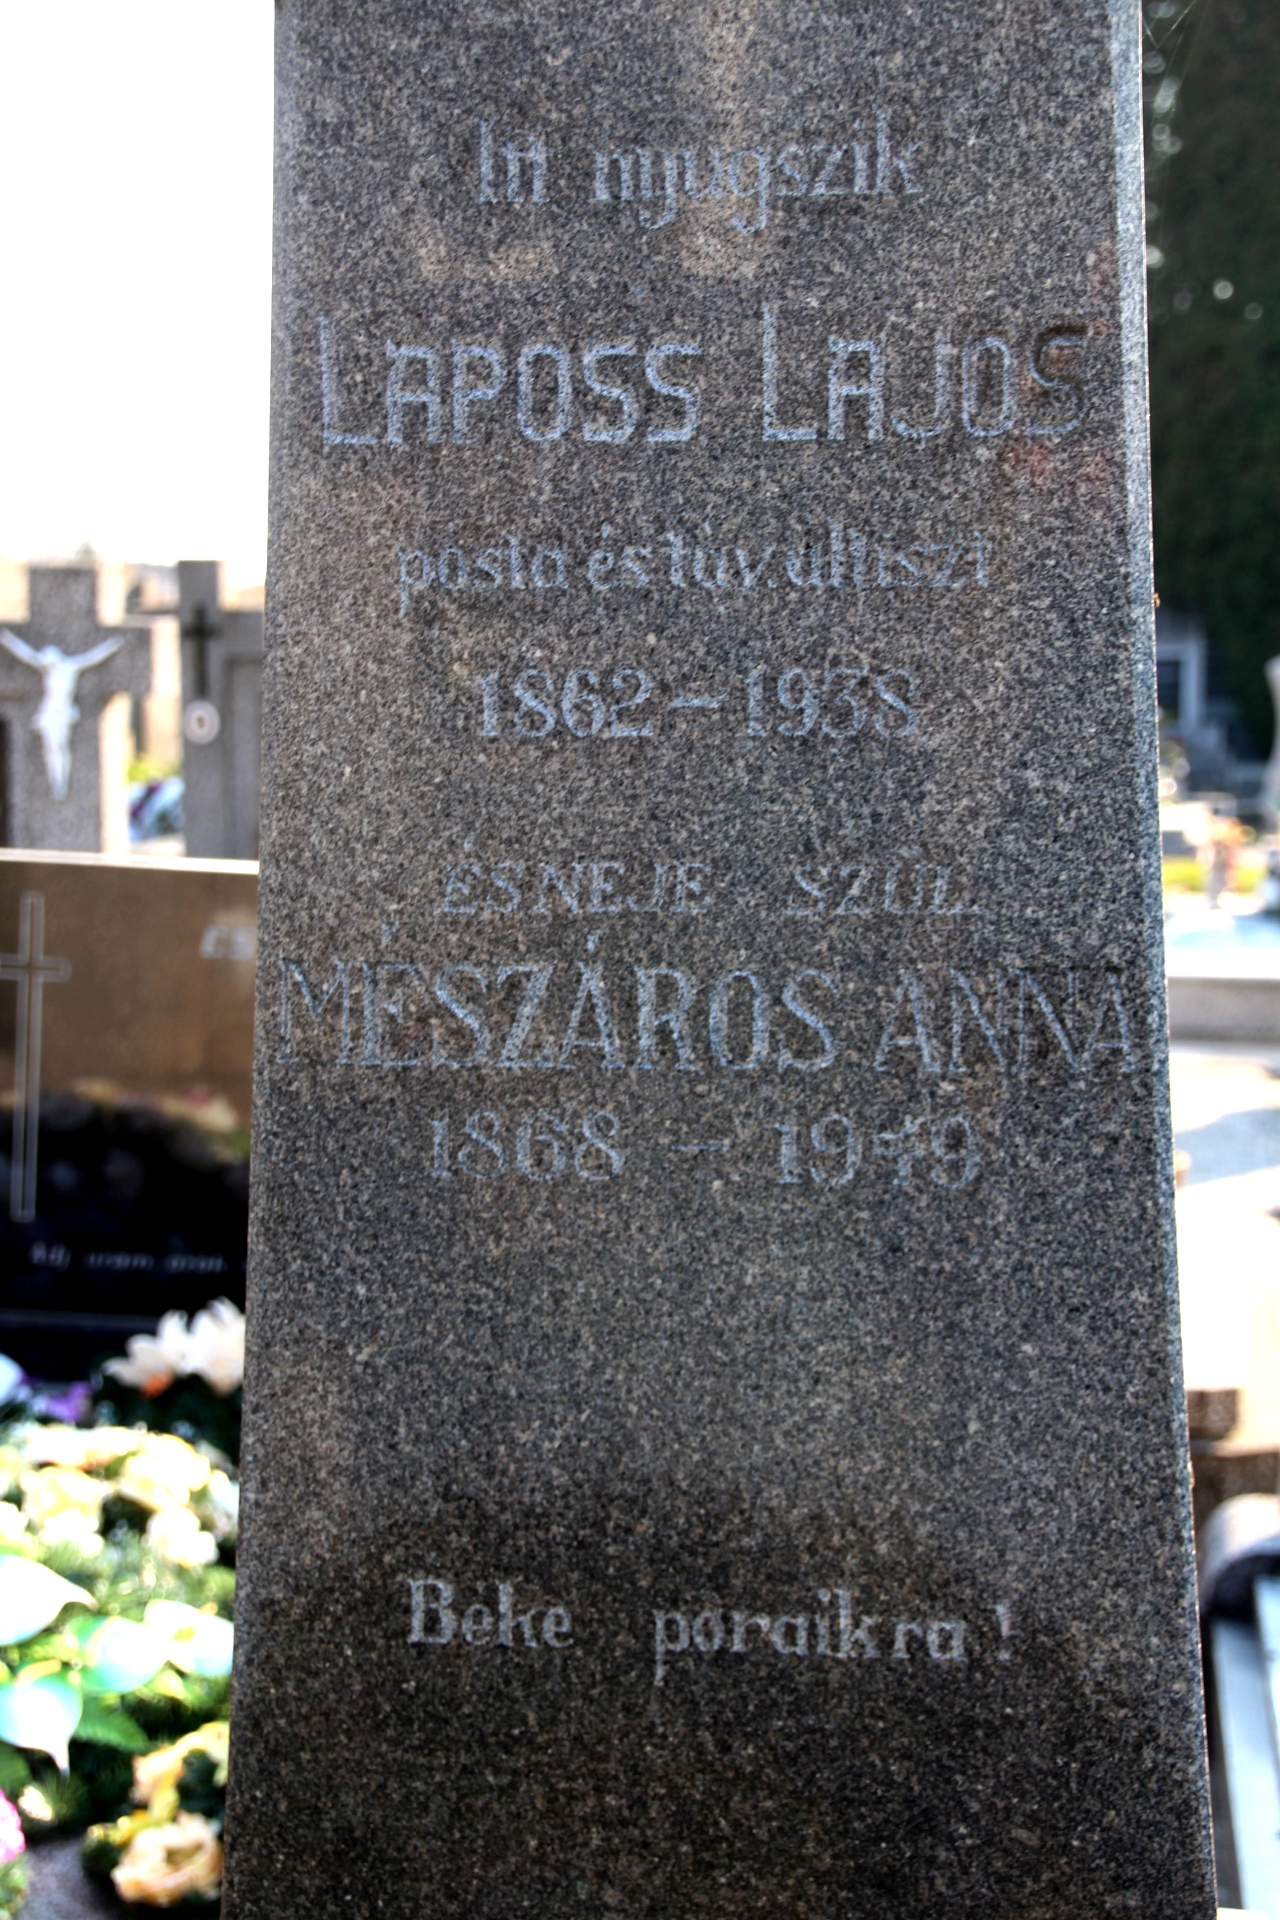 Itt nyugszik
LAPOSS LAJOS
posta és táv. altiszt
1862-1938
ÉS NEJE SZÜL
MÉSZÁROS ANNA
1868 - 1949
Béke poraikra!